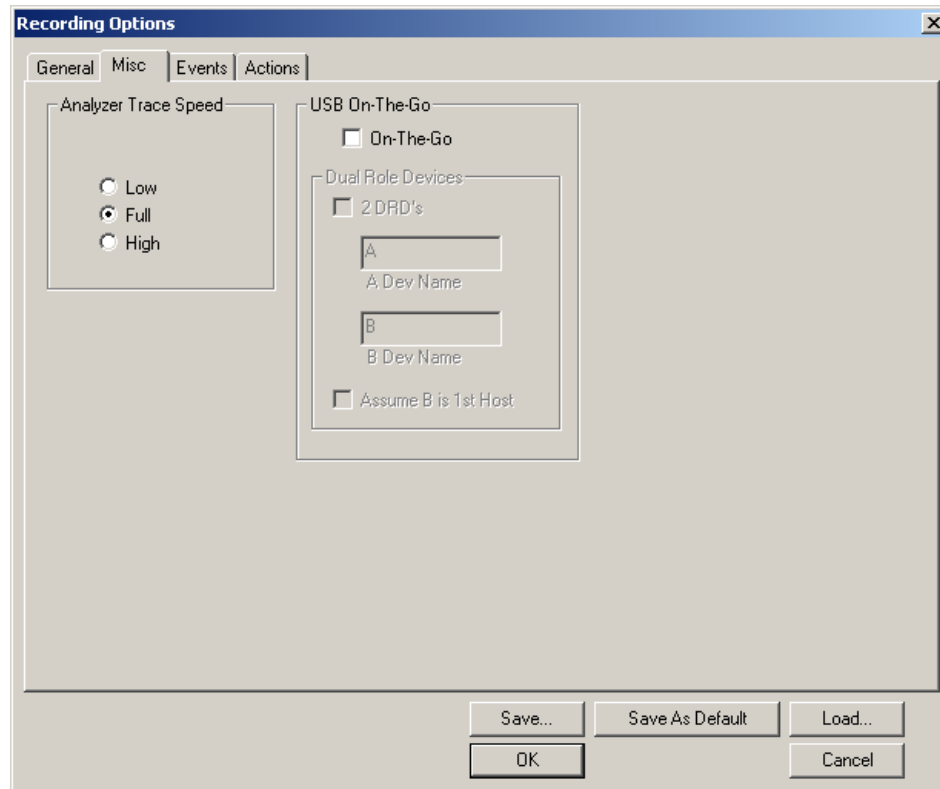 Recording Options
General Misc Events Actions
Analyzer Trace Speed
Low
Full
High
USB On-The-Go
On-The-Go
Dual Role Devices
2 DRD's
A
A Dev Name
B
B Dev Name
Assume B is 1st Host
Save... Save As Default Load...
OK Cancel